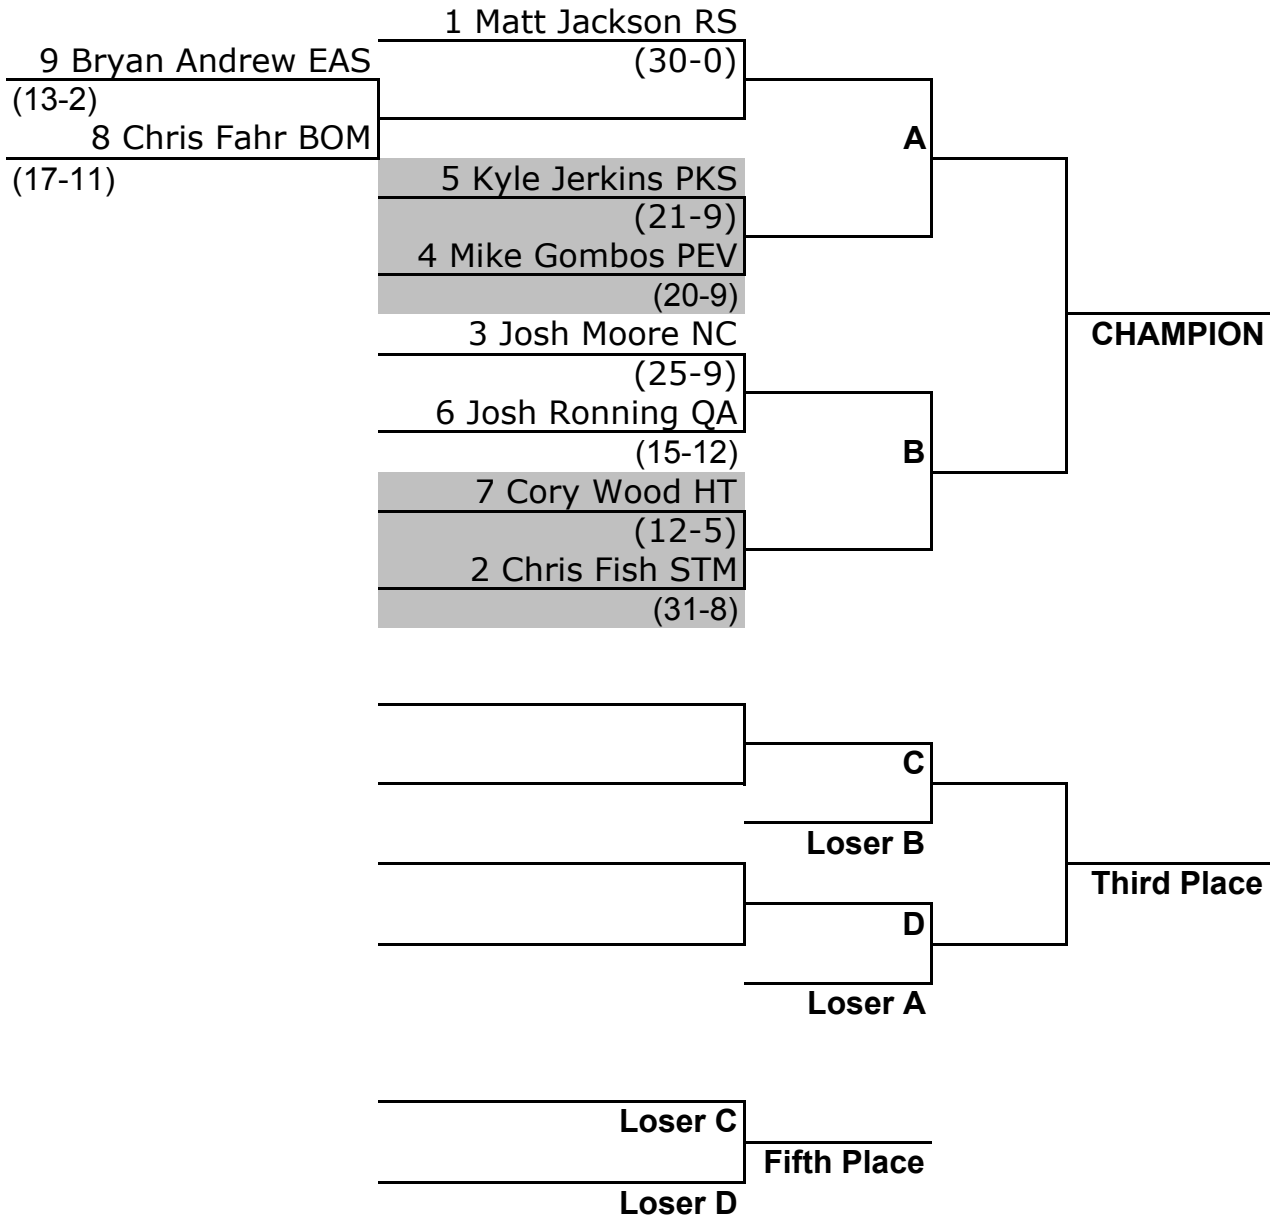 1 Matt Jackson RS
(30-0)
9 Bryan Andrew EAS
(13-2)
8 Chris Fahr BOM
(17-11)
A
5 Kyle Jerkins PKS
(21-9)
4 Mike Gombos PEV
(20-9)
CHAMPION
3 Josh Moore NC
(25-9)
6 Josh Ronning QA
(15-12)
B
7 Cory Wood HT
(12-5)
2 Chris Fish STM
(31-8)
C
Loser B
Third Place
D
Loser A
Loser C
Fifth Place
Loser D